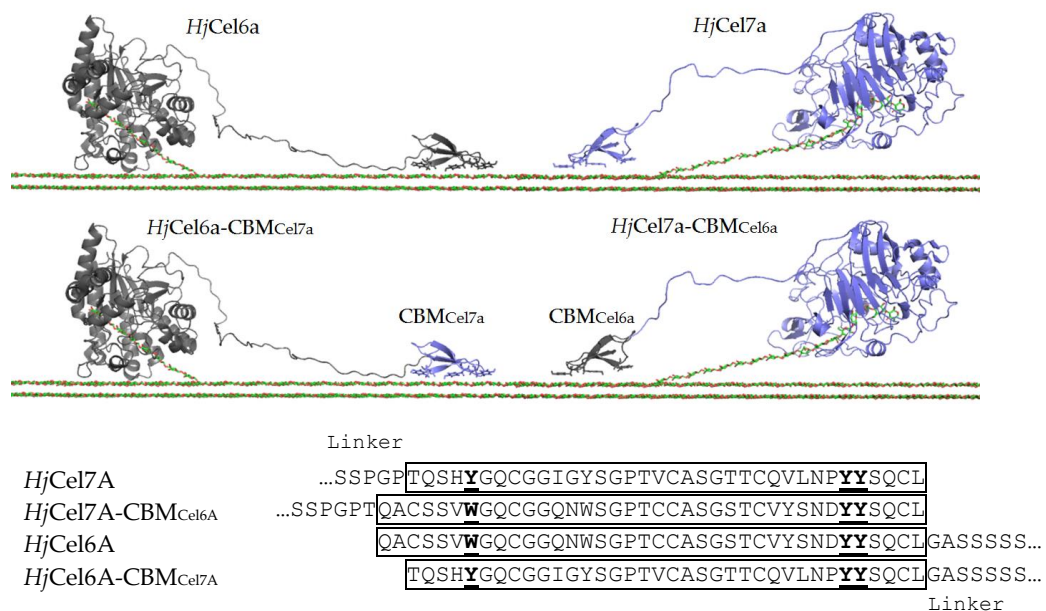 HjCel6a HjCel7a
HjCel6a-CBMCel7a HjCel7a-CBMCel6a
CBMCel7a CBMCel6a
Linker
HjCel7A …SSPGPTQSHYGQCGGIGYSGPTVCASGTTCQVLNPYYSQCL
HjCel7A-CBMCel6A …SSPGPTQACSSVWGQCGGQNWSGPTCCASGSTCVYSNDYYSQCL
HjCel6A QACSSVWGQCGGQNWSGPTCCASGSTCVYSNDYYSQCLGASSSSS…
HjCel6A-CBMCel7A TQSHYGQCGGIGYSGPTVCASGTTCQVLNPYYSQCLGASSSSS…
Linker